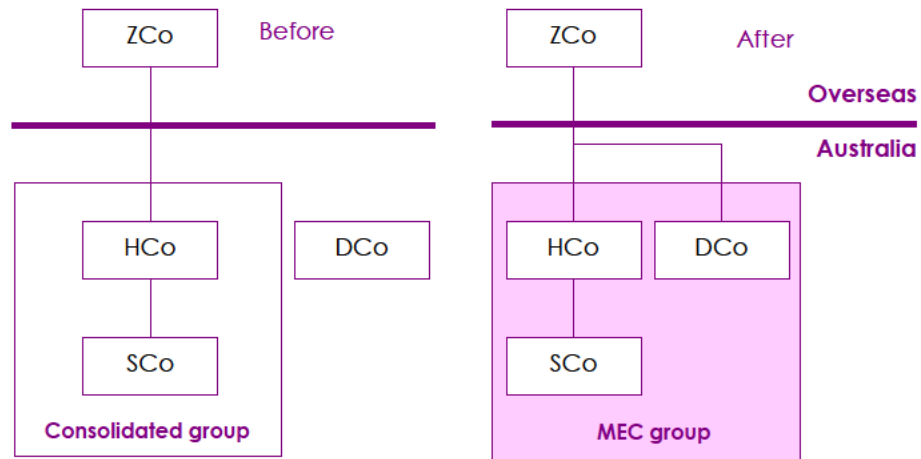 ZCo
Before
HCo
DCo
SCo
Consolidated group
ZCo
After
Overseas
Australia
HCo
DCo
SCo
MEC group